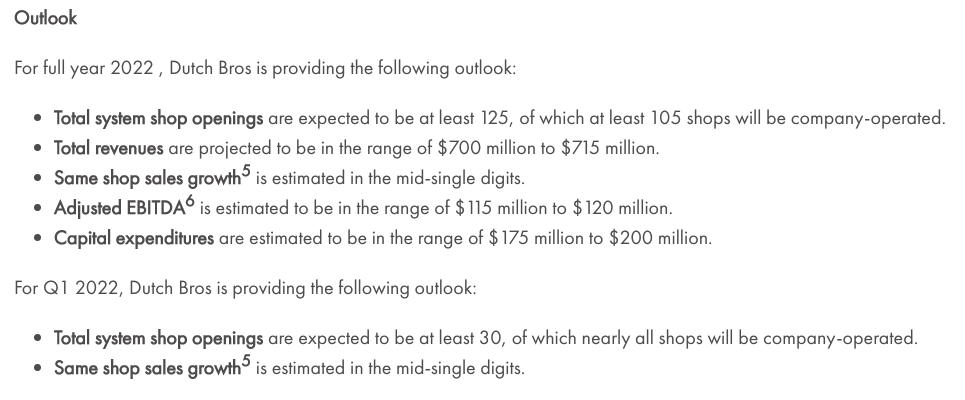 Outlook
For full year 2022 , Dutch Bros is providing the following outlook:
• Total system shop openings are expected to be at least 125, of which at least 105 shops will be company-operated.
• Total revenues are projected to be in the range of $700 million to $715 million.
• Same shop sales growth5 is estimated in the mid-single digits.
• Adjusted EBITDA6 is estimated to be in the range of $115 million to $120 million.
• Capital expenditures are estimated to be in the range of $175 million to $200 million.
For Q1 2022, Dutch Bros is providing the following outlook:
• Total system shop openings are expected to be at least 30, of which nearly all shops will be company-operated.
• Same shop sales growth5 is estimated in the mid-single digits.